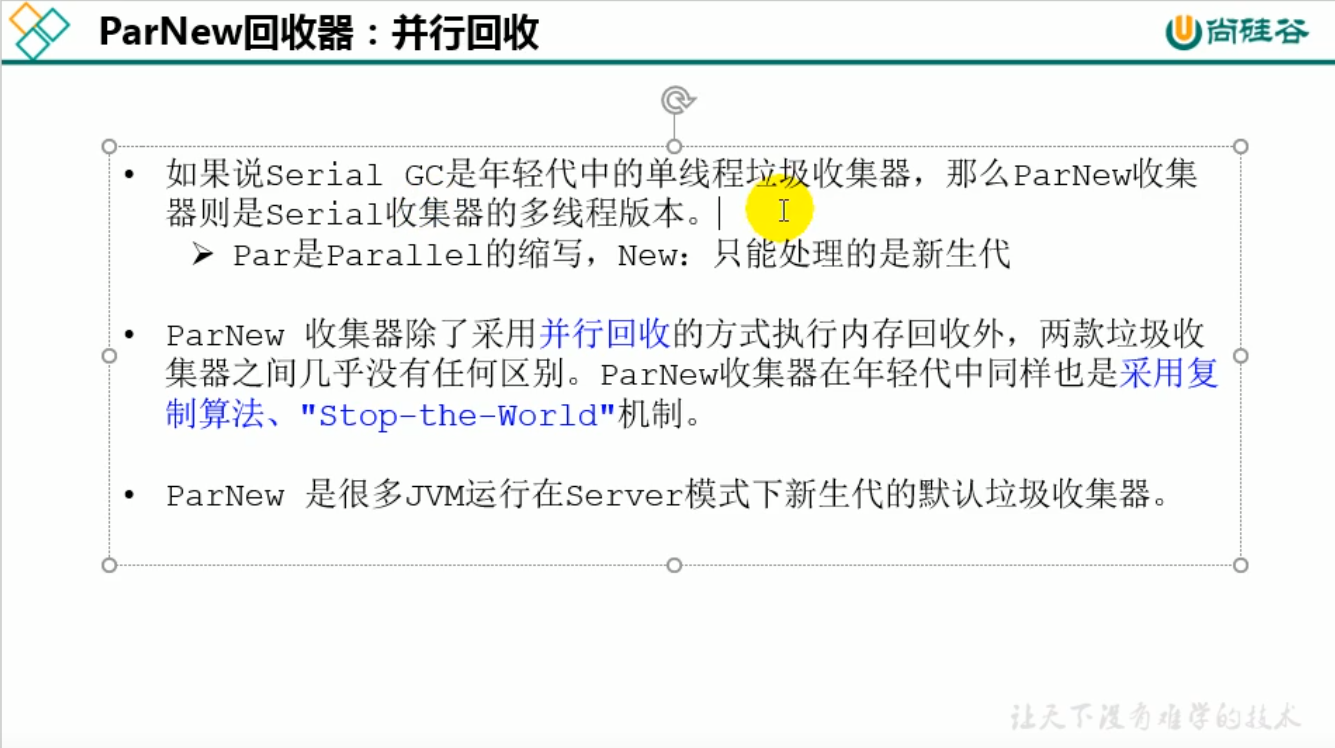 ParNew回收器：并行回收
尚硅谷
• 如果说Serial GC是年轻代中的单线程垃圾收集器，那么ParNew收集
器则是Serial收集器的多线程版本。
➢ Par是Parallel的缩写，New：只能处理的是新生代
• ParNew 收集器除了采用并行回收的方式执行内存回收外，两款垃圾收
集器之间几乎没有任何区别。ParNew收集器在年轻代中同样也是采用复
制算法、"Stop-the-World"机制。
• ParNew 是很多JVM运行在Server模式下新生代的默认垃圾收集器。
让天下没有难学的技术